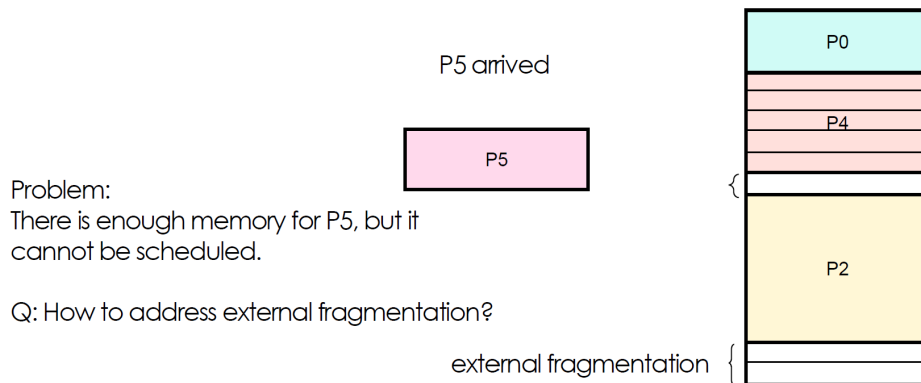 P0
P5 arrived
P4
P5
Problem:
There is enough memory for P5, but it
cannot be scheduled.
P2
Q: How to address external fragmentation?
external fragmentation